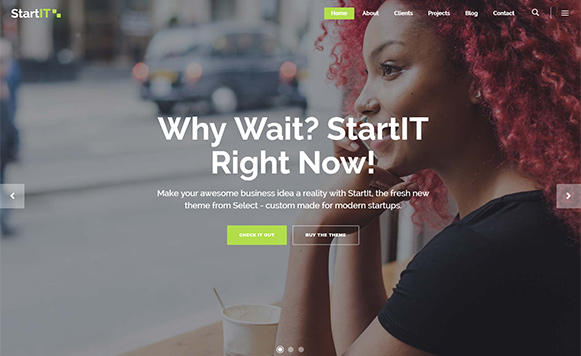 StartIT
Home About Clients Projects Blog Contact
Why Wait? StartIT
Right Now!
Make your awesome business idea a reality with StartIt, the fresh new
theme from Select - custom made for modern startups.
CHECK IT OUT BUY THE THEME